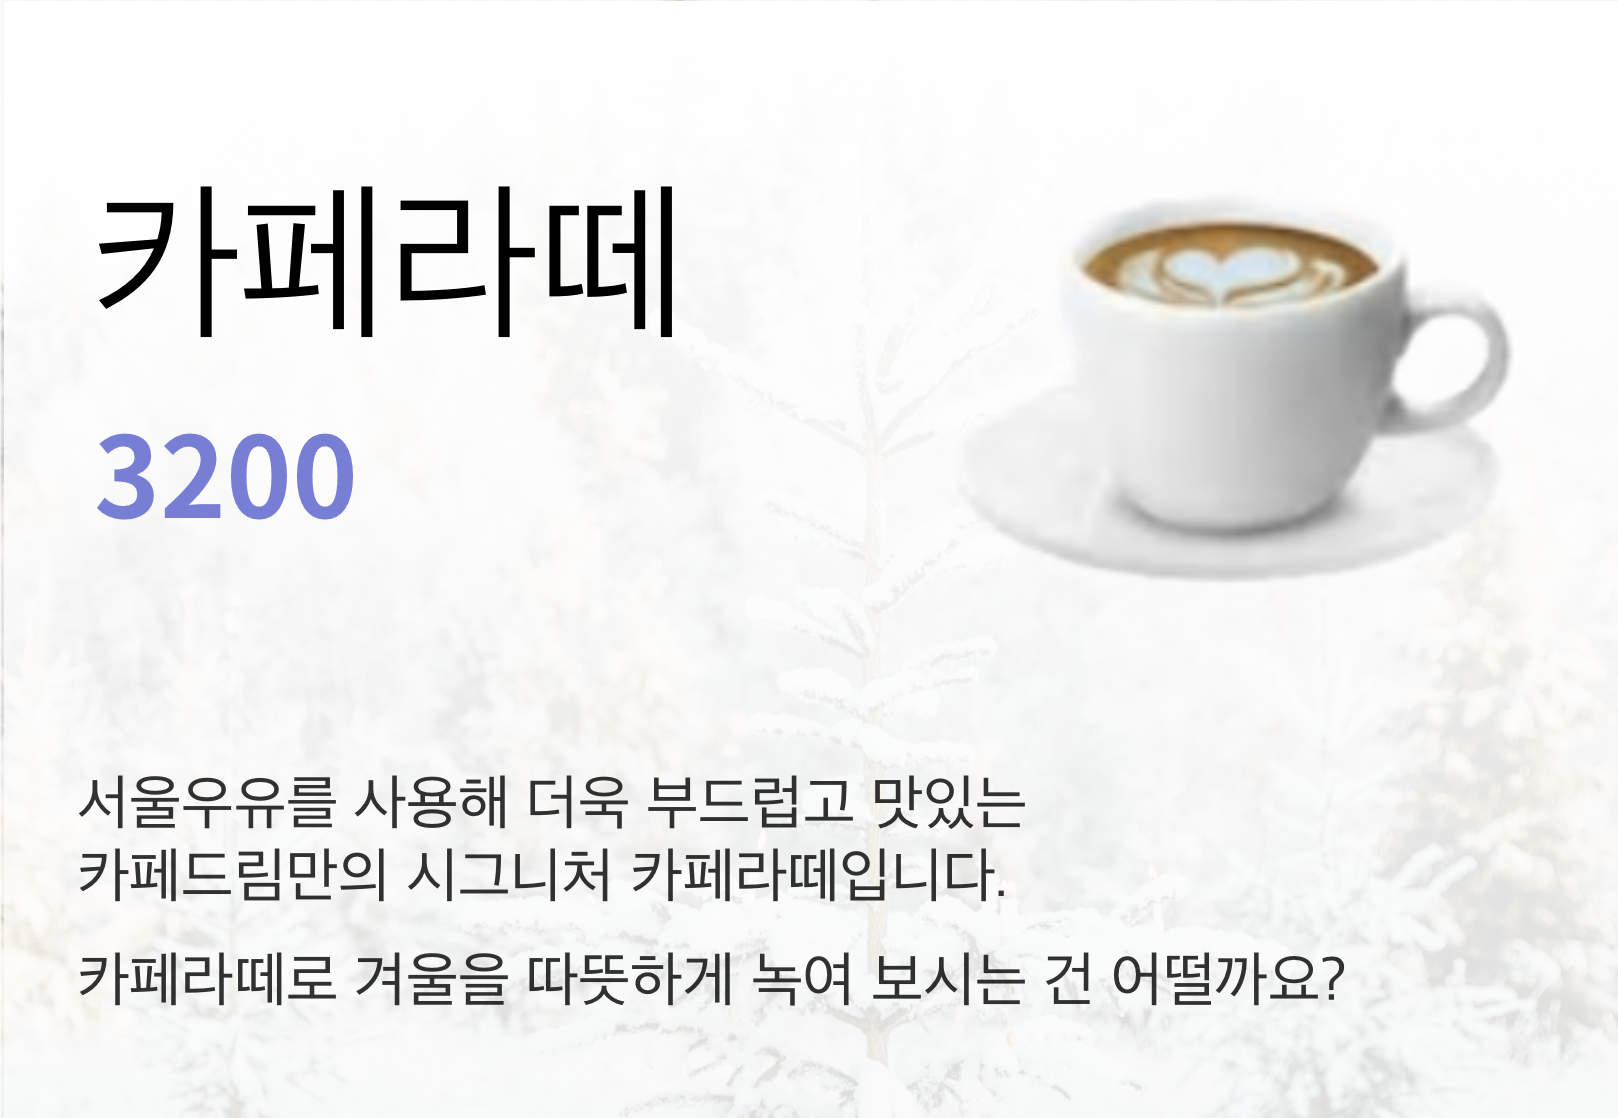 카페라떼
3200
서울우유를 사용해 더욱 부드럽고 맛있는
카페드림만의 시그니처 카페라떼입니다.
카페라떼로 겨울을 따뜻하게 녹여 보시는 건 어떨까요?